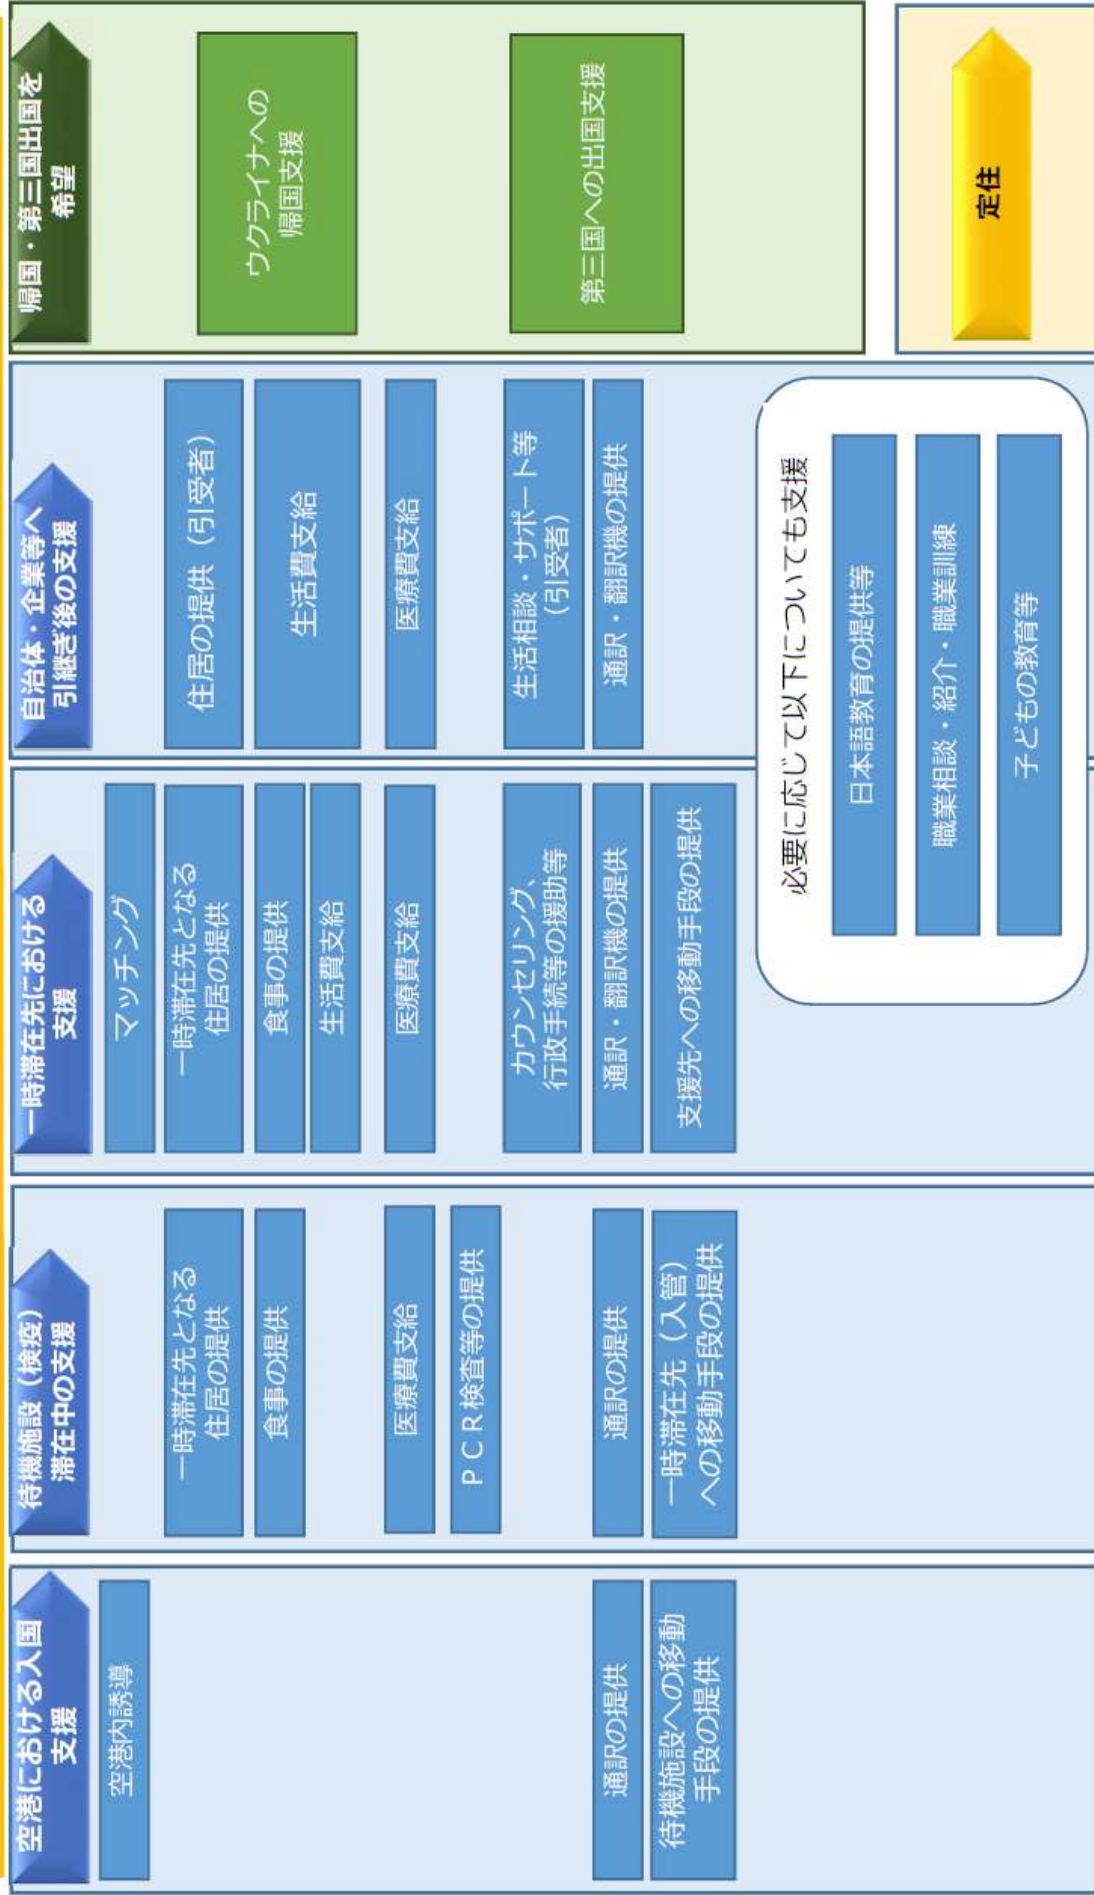 空港における入国
支援
空港内誘導
通訳の提供
待機施設への移動
手段の提供
待機施設（検疫）
滞在中の支援
一時滞在先となる
住居の提供
食事の提供
医療費支給
ＰＣＲ検査等の提供
通訳の提供
一時滞在先（入管）
への移動手段の提供
一時滞在先における
支援
マッチング
一時滞在先となる
住居の提供
食事の提供
生活費支給
医療費支給
カウンセリング、
行政手続等の援助等
通訳・翻訳機の提供
支援先への移動手段の提供
自治体・企業等へ
引継ぎ後の支援
住居の提供（引受者）
生活費支給
医療費支給
生活相談・サポート等
（引受者）
通訳・翻訳機の提供
必要に応じて以下についても支援
日本語教育の提供等
職業相談・紹介・職業訓練
子どもの教育等
帰国・第三国出国を
希望
ウクライナへの
帰国支援
第三国への出国支援
定住